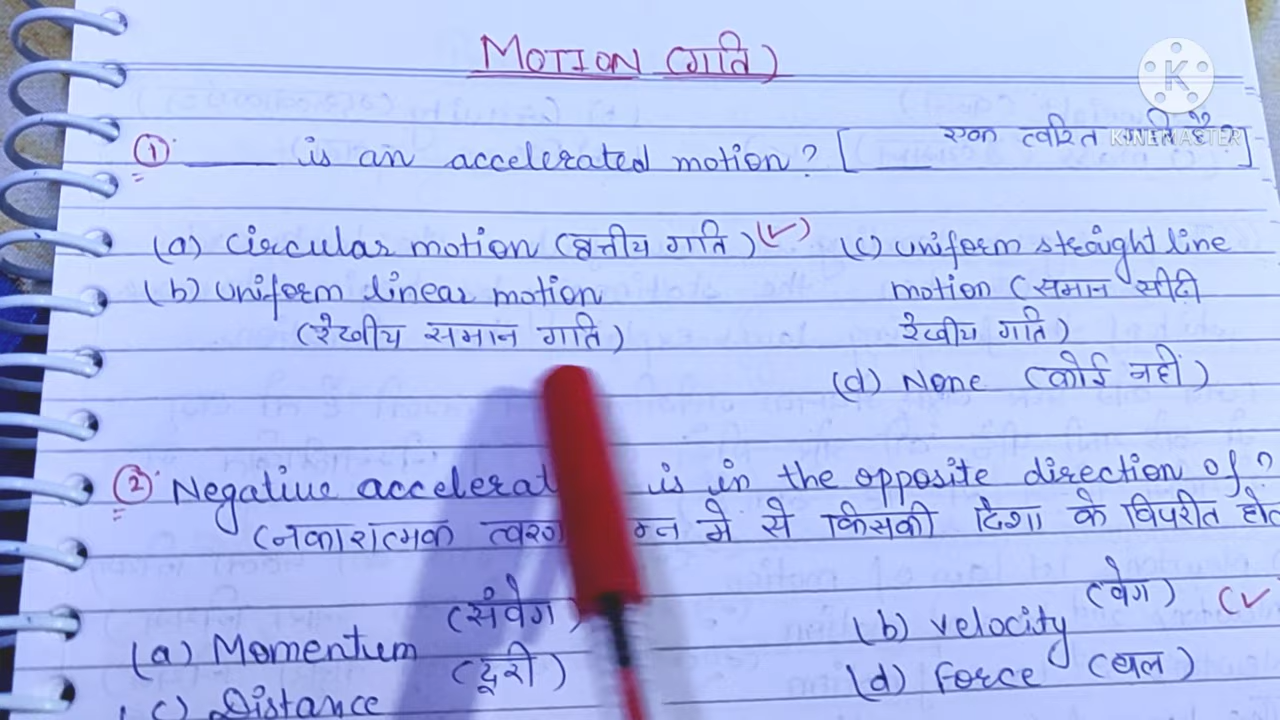 MOTION (गति)
① ____ is an accelerated motion? [ ____ एक त्वरित गति है?]
K
KINEMASTER
(a) circular motion (वृत्तीय गति) (✓) (c) uniform straight line
(b) uniform linear motion motion (समान सीदी
(रेखीय समान गति) रेखीय गति)
(d) None (कोई नहीं)
② Negative accelerat is in the opposite direction of?
(नकारात्मक त्वरण म्न मे से किसकी दिशा के विपरीत होत
(a) Momentum (संवेग) (b) velocity (वेग) (✓
(c) Distance (दूरी) (d) Force (बल)